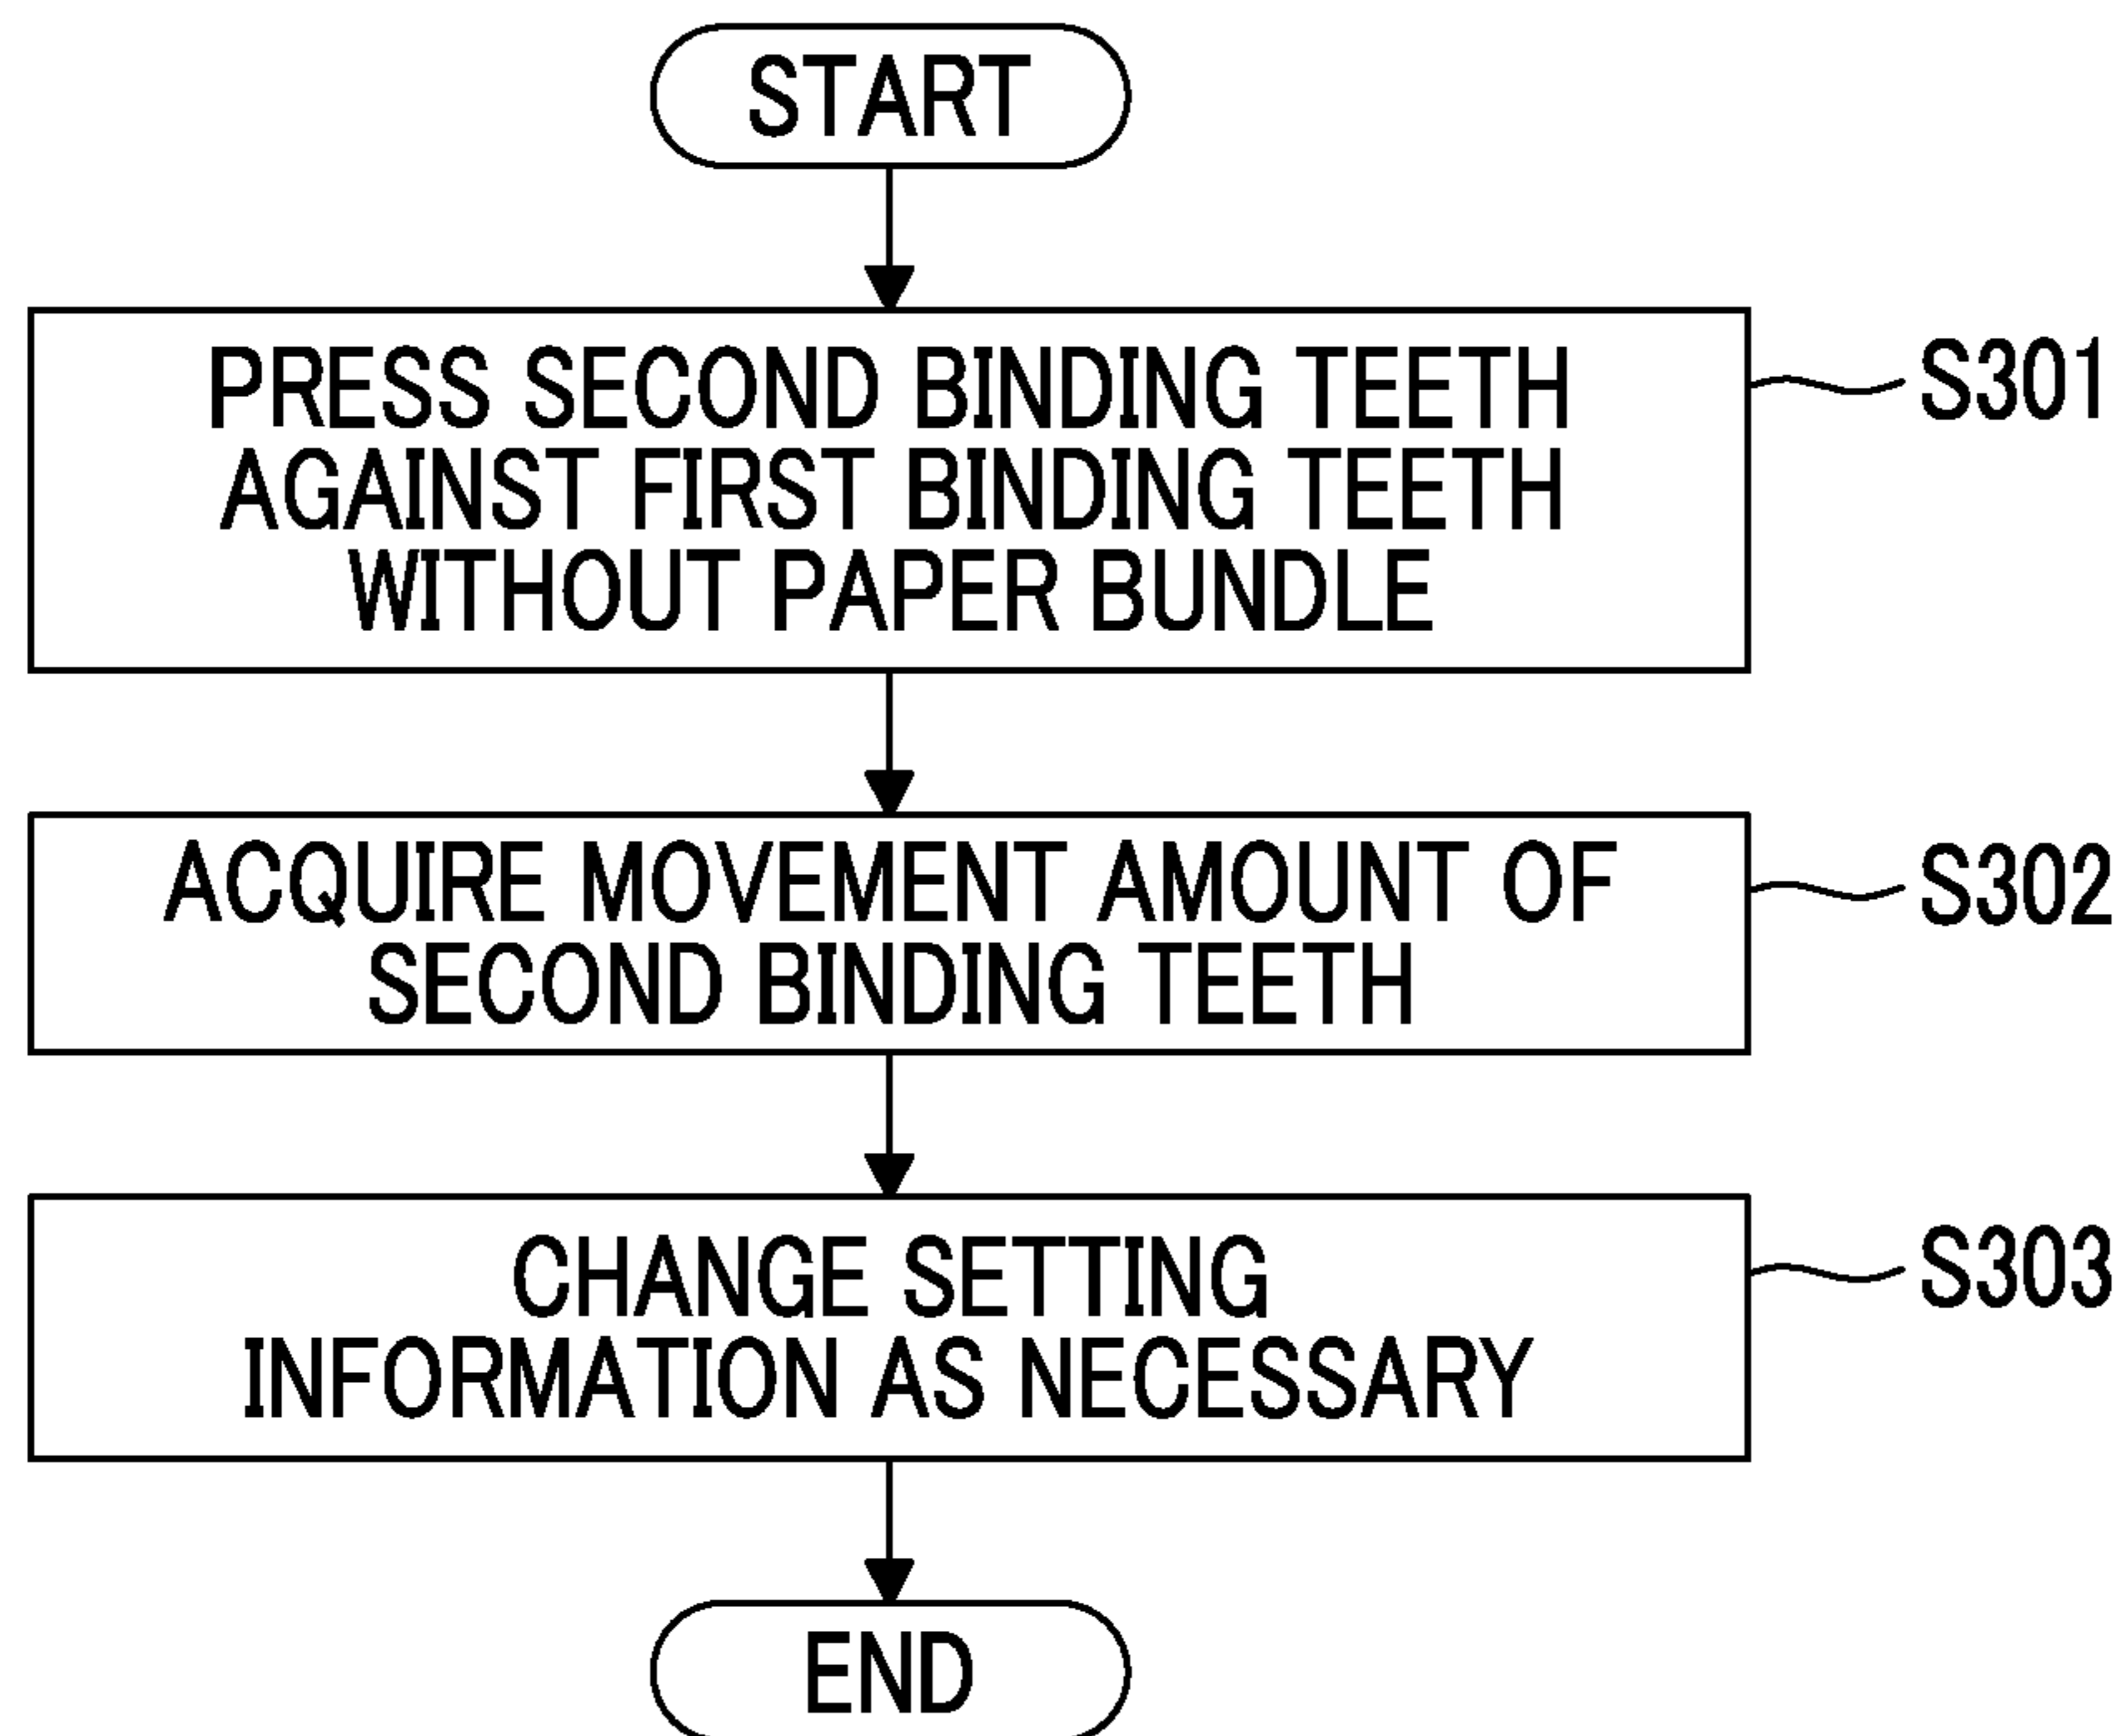 START
PRESS SECOND BINDING TEETH
AGAINST FIRST BINDING TEETH
WITHOUT PAPER BUNDLE
S301
ACQUIRE MOVEMENT AMOUNT OF
SECOND BINDING TEETH
S302
CHANGE SETTING
INFORMATION AS NECESSARY
S303
END